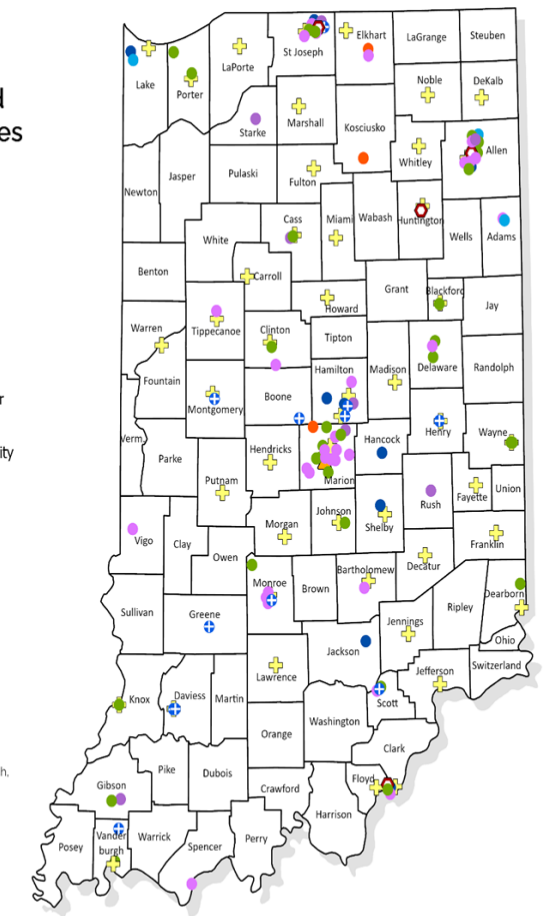 d
es
r
ity
h,
Lake
Porter
LaPorte
St Joseph
Elkhart
LaGrange
Steuben
Noble
DeKalb
Starke
Marshall
Kosciusko
Whitley
Allen
Newton
Jasper
Pulaski
Fulton
Cass
Miami
Wabash
Huntington
Wells
Adams
White
Benton
Carroll
Howard
Grant
Blackford
Jay
Warren
Tippecanoe
Clinton
Tipton
Hamilton
Madison
Delaware
Randolph
Fountain
Montgomery
Boone
Verm.
Parke
Putnam
Hendricks
Marion
Hancock
Henry
Wayne
Vigo
Clay
Owen
Morgan
Johnson
Shelby
Rush
Fayette
Union
Franklin
Sullivan
Greene
Monroe
Brown
Bartholomew
Decatur
Dearborn
Ripley
Ohio
Jennings
Switzerland
Jefferson
Jackson
Lawrence
Knox
Daviess
Martin
Orange
Washington
Scott
Clark
Gibson
Pike
Dubois
Crawford
Floyd
Harrison
Posey
Vander
burgh
Warrick
Spencer
Perry